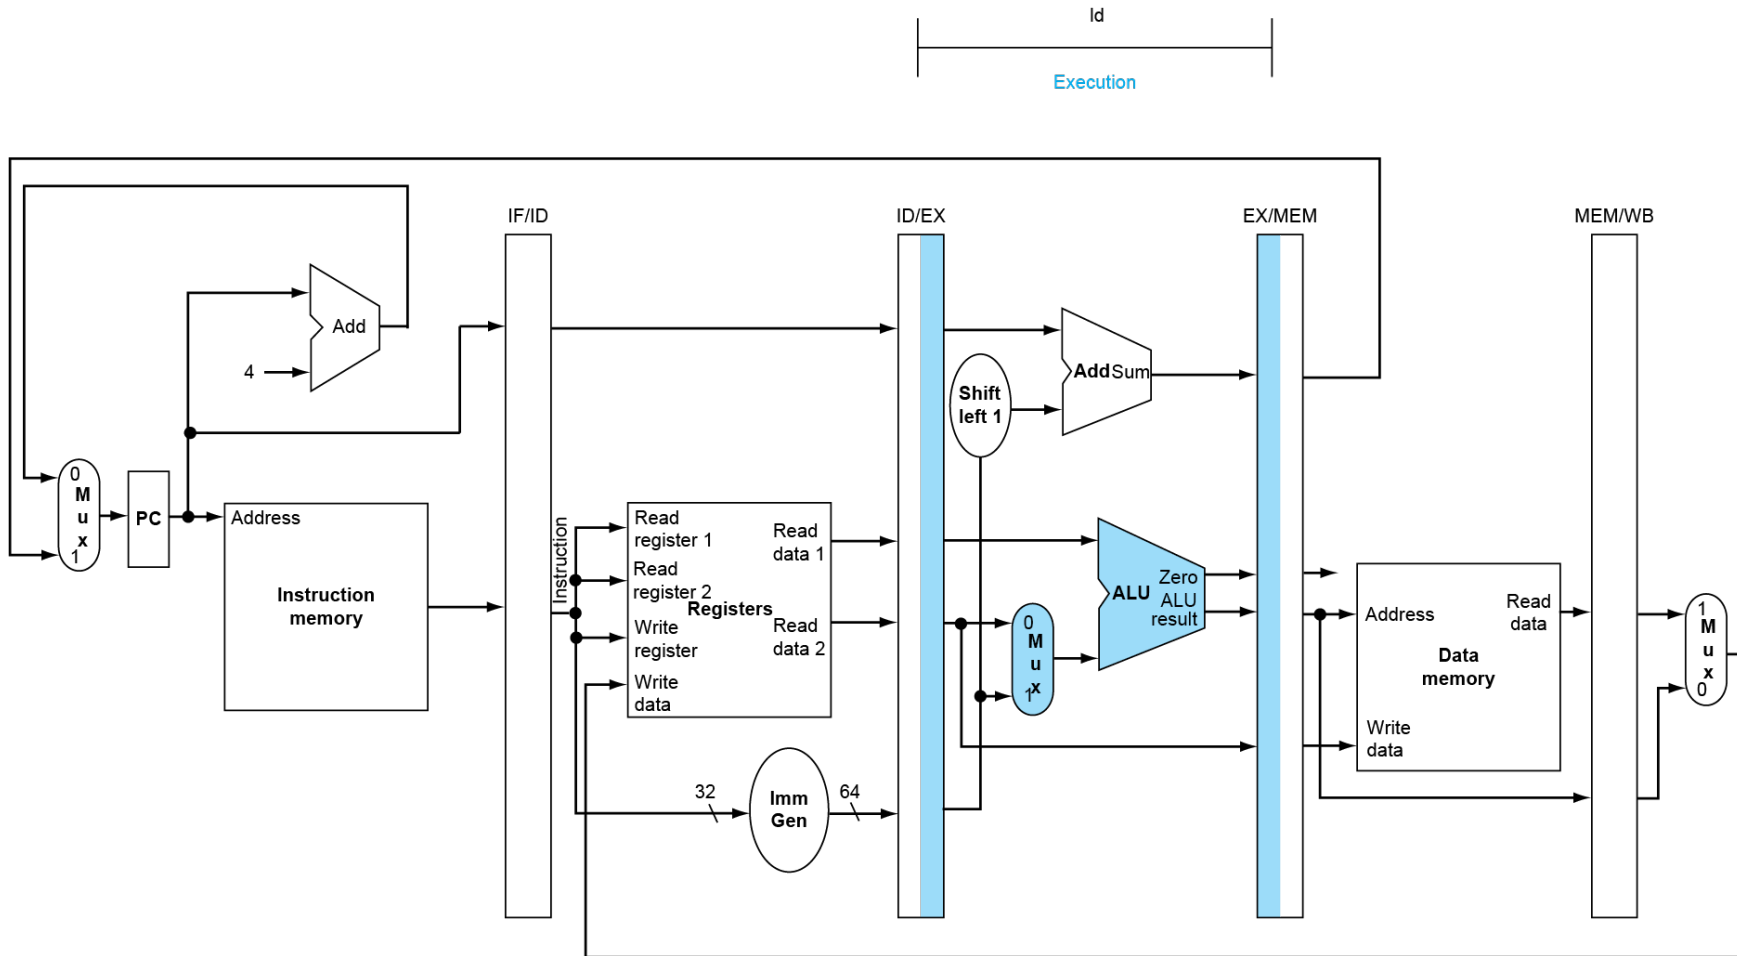 ld
Execution
IF/ID
ID/EX
EX/MEM
MEM/WB
Add
4
Add Sum
Shift
left 1
0
M
u
x
1
PC
Address
Instruction
memory
Instruction
Read
register 1
Read
register 2
Write
register
Write
data
Registers
Read
data 1
Read
data 2
32
Imm
Gen
64
0
M
u
x
1
ALU
Zero
ALU
result
Address
Read
data
Data
memory
Write
data
1
M
u
x
0